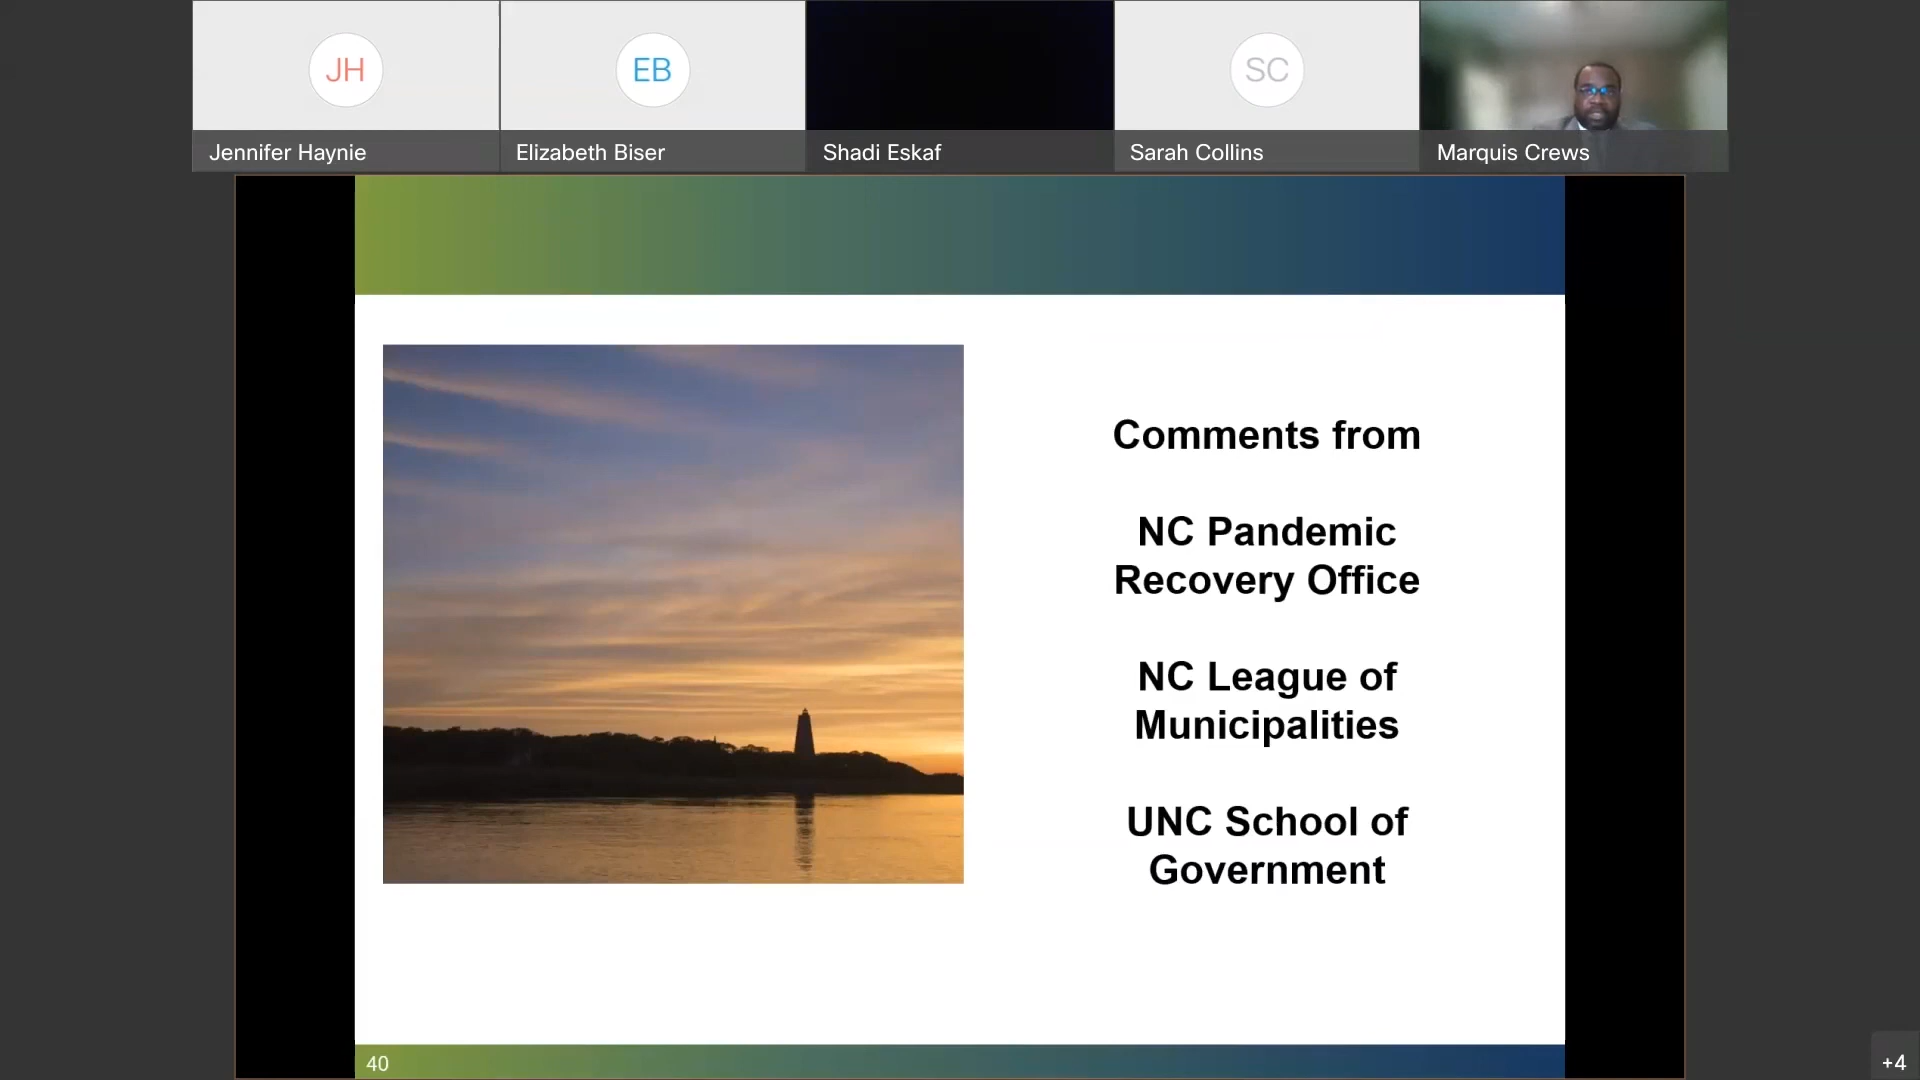 JH
EB
SC
Jennifer Haynie
Elizabeth Biser
Shadi Eskaf
Sarah Collins
Marquis Crews
Comments from
NC Pandemic
Recovery Office
NC League of
Municipalities
UNC School of
Government
40
+4